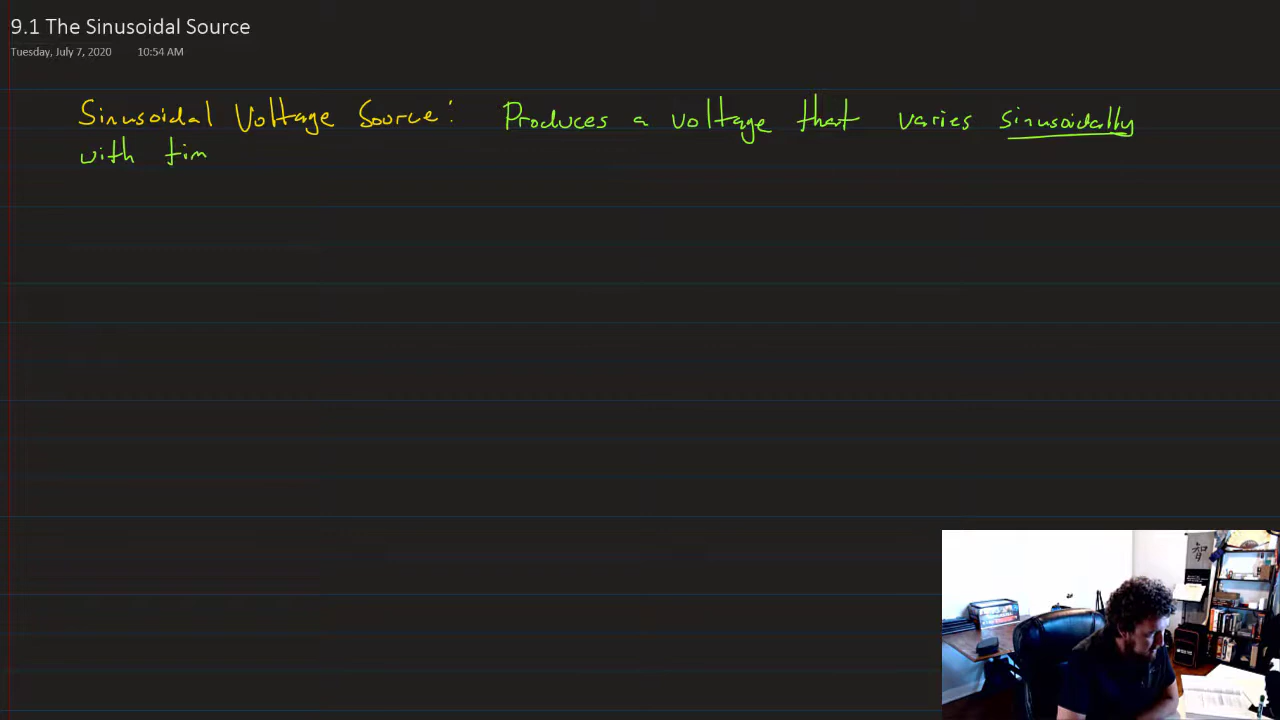 9.1 The Sinusoidal Source
Tuesday, July 7, 2020 10:54 AM
Sinusoidal Voltage Source: Produces a voltage that varies sinusoidally
with tim
智